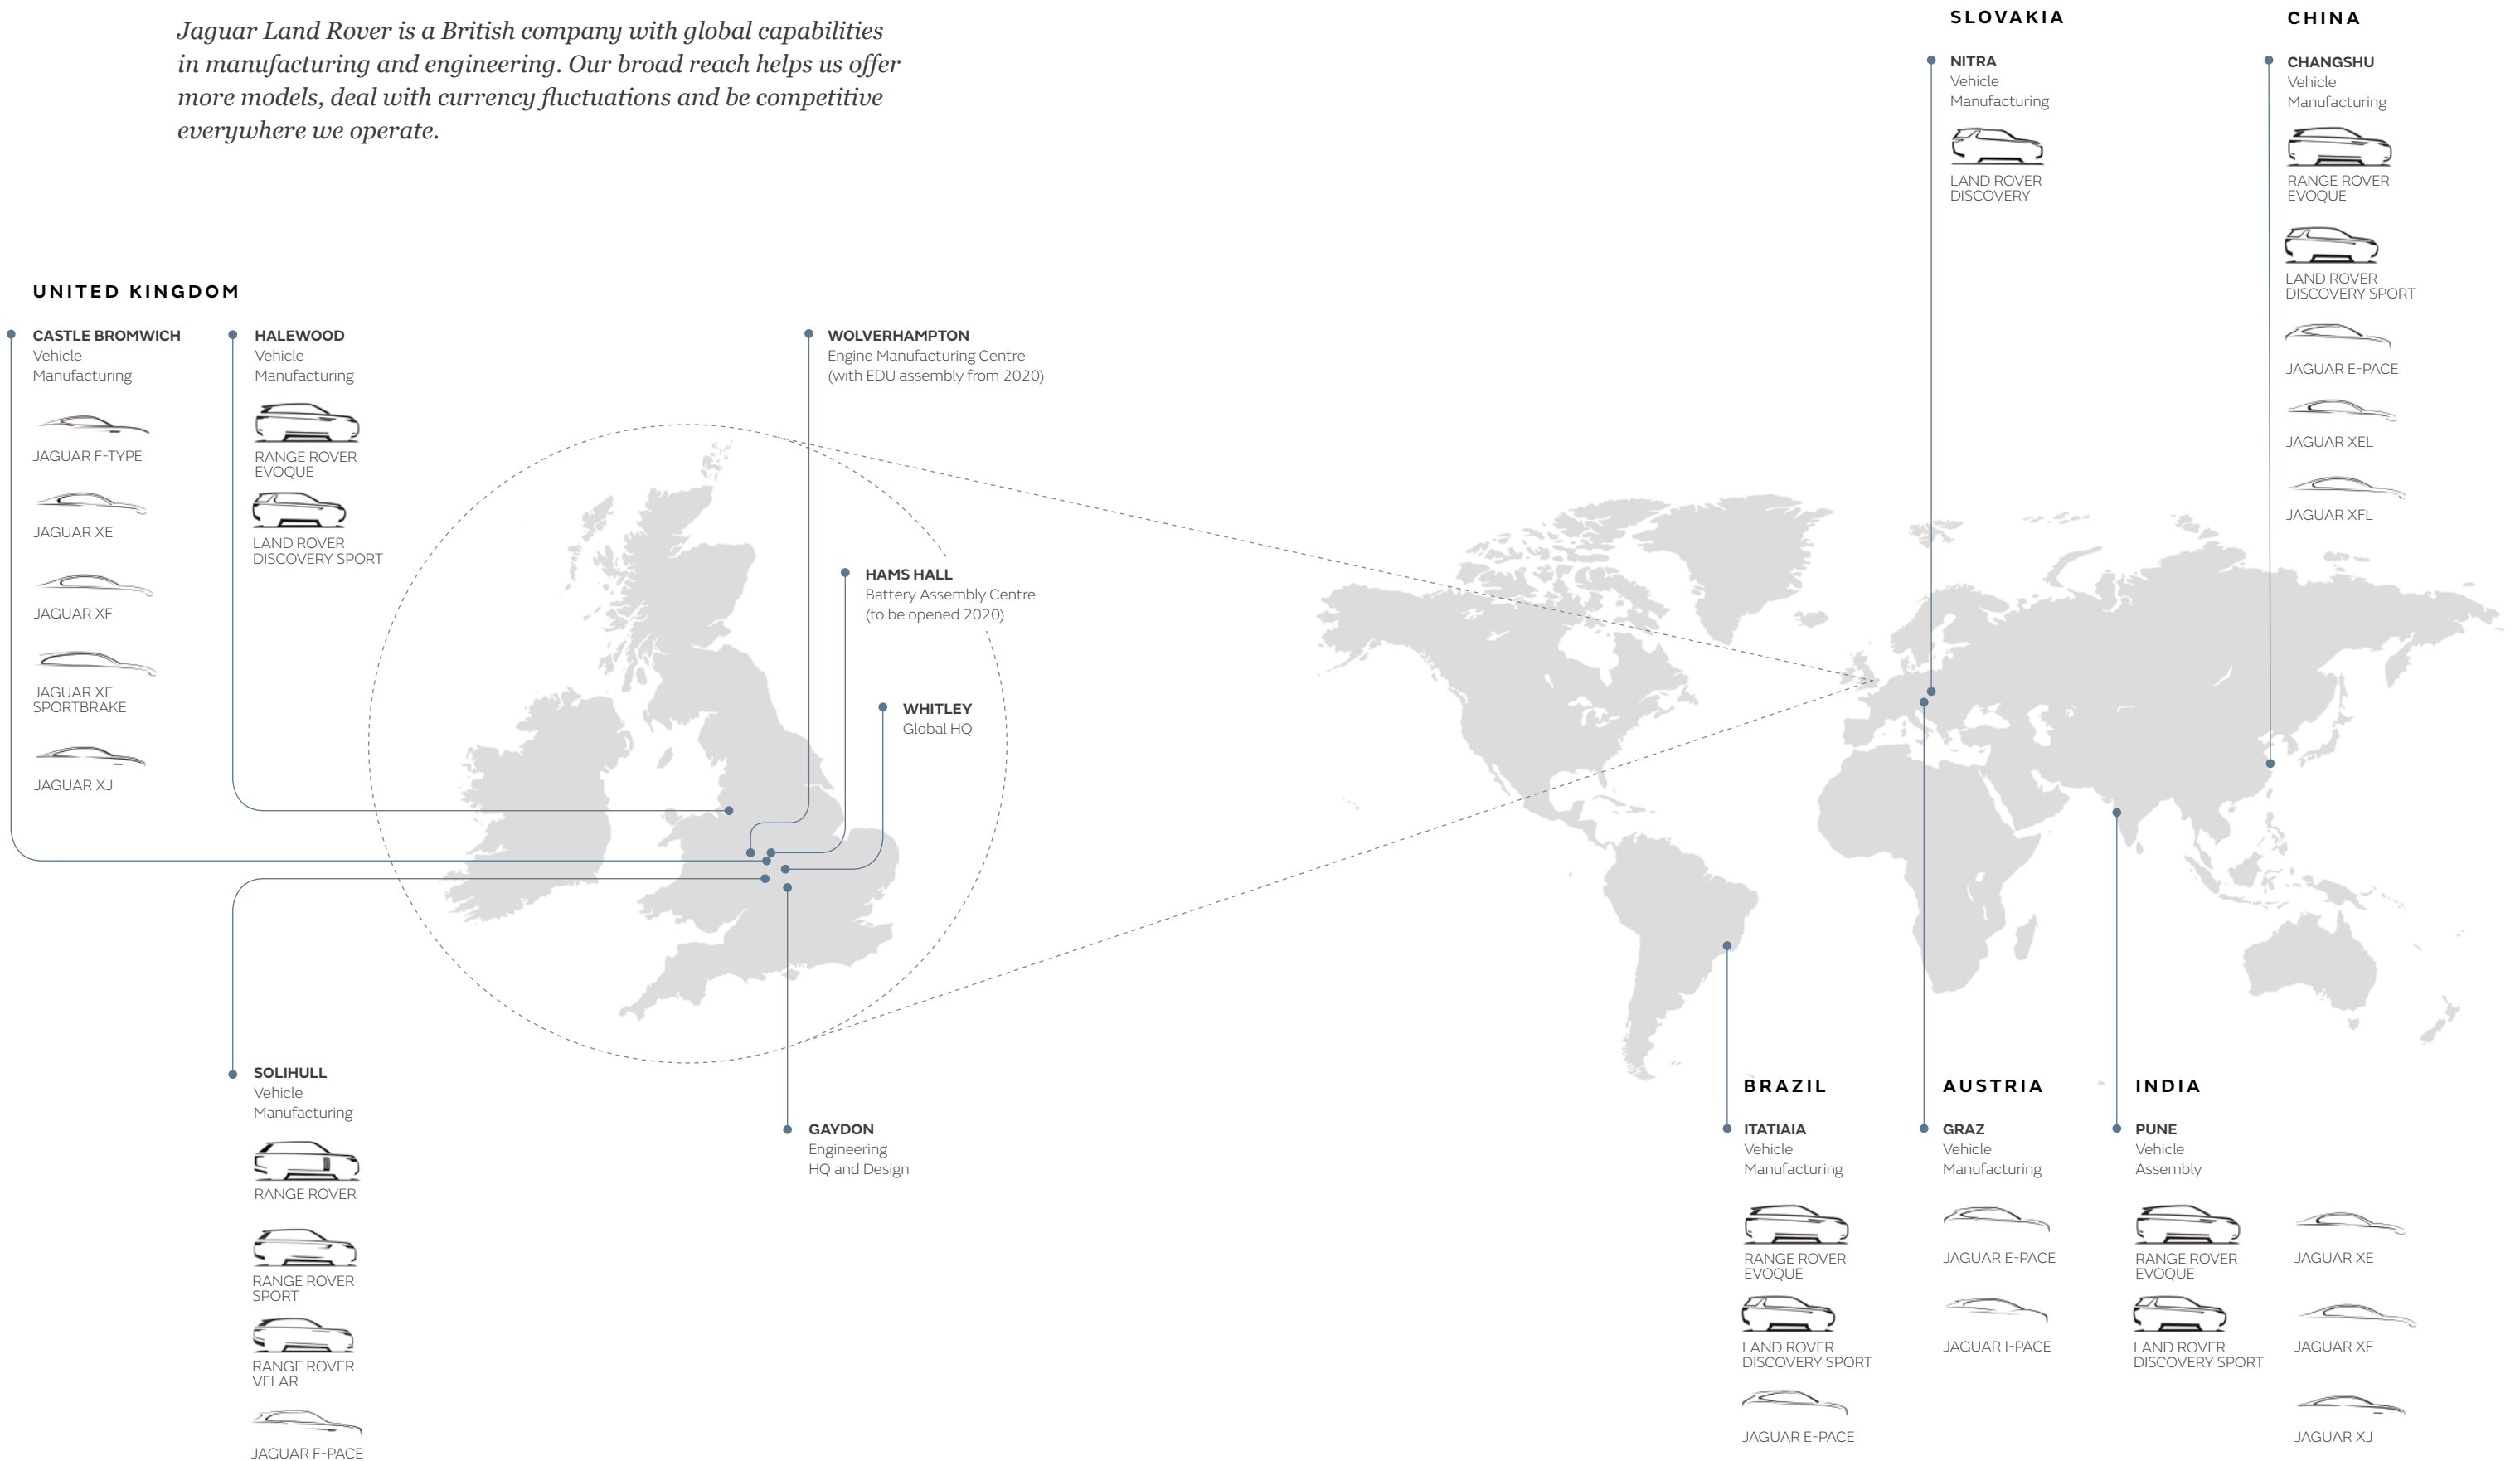 Jaguar Land Rover is a British company with global capabilities
in manufacturing and engineering. Our broad reach helps us offer
more models, deal with currency fluctuations and be competitive
everywhere we operate.
UNITED KINGDOM
CASTLE BROMWICH
Vehicle
Manufacturing
JAGUAR F-TYPE
JAGUAR XE
JAGUAR XF
JAGUAR XF
SPORTBRAKE
JAGUAR XJ
HALEWOOD
Vehicle
Manufacturing
RANGE ROVER
EVOQUE
LAND ROVER
DISCOVERY SPORT
WOLVERHAMPTON
Engine Manufacturing Centre
(with EDU assembly from 2020)
HAMS HALL
Battery Assembly Centre
(to be opened 2020)
WHITLEY
Global HQ
SOLIHULL
Vehicle
Manufacturing
RANGE ROVER
RANGE ROVER
SPORT
RANGE ROVER
VELAR
JAGUAR F-PACE
GAYDON
Engineering
HQ and Design
SLOVAKIA
NITRA
Vehicle
Manufacturing
LAND ROVER
DISCOVERY
CHINA
CHANGSHU
Vehicle
Manufacturing
RANGE ROVER
EVOQUE
LAND ROVER
DISCOVERY SPORT
JAGUAR E-PACE
JAGUAR XEL
JAGUAR XFL
BRAZIL
ITATIAIA
Vehicle
Manufacturing
RANGE ROVER
EVOQUE
LAND ROVER
DISCOVERY SPORT
JAGUAR E-PACE
AUSTRIA
GRAZ
Vehicle
Manufacturing
JAGUAR E-PACE
JAGUAR I-PACE
INDIA
PUNE
Vehicle
Assembly
RANGE ROVER
EVOQUE
LAND ROVER
DISCOVERY SPORT
JAGUAR XE
JAGUAR XF
JAGUAR XJ